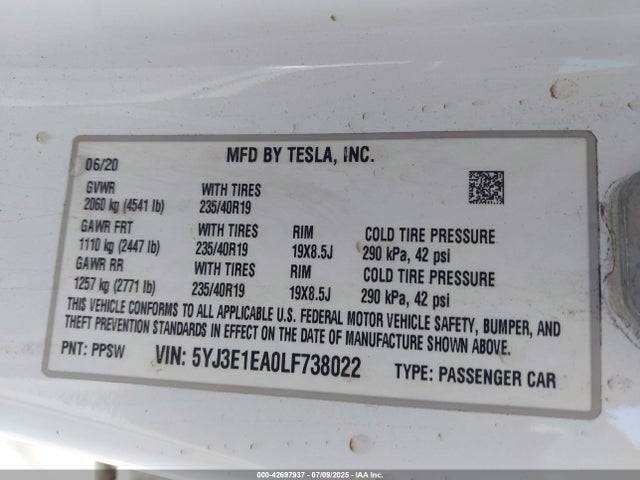 MFD BY TESLA, INC.
06/20
GVWR WITH TIRES
2060 kg (4541 lb) 235/40R19
GAWR FRT WITH TIRES RIM COLD TIRE PRESSURE
1110 kg (2447 lb) 235/40R19 19X8.5J 290 kPa, 42 psi
GAWR RR WITH TIRES RIM COLD TIRE PRESSURE
1257 kg (2771 lb) 235/40R19 19X8.5J 290 kPa, 42 psi
THIS VEHICLE CONFORMS TO ALL APPLICABLE U.S. FEDERAL MOTOR VEHICLE SAFETY, BUMPER, AND
THEFT PREVENTION STANDARDS IN EFFECT ON THE DATE OF MANUFACTURE SHOWN ABOVE.
PNT: PPSW VIN: 5YJ3E1EA0LF738022 TYPE: PASSENGER CAR
000-42697937 - 07/09/2025 - IAA Inc.